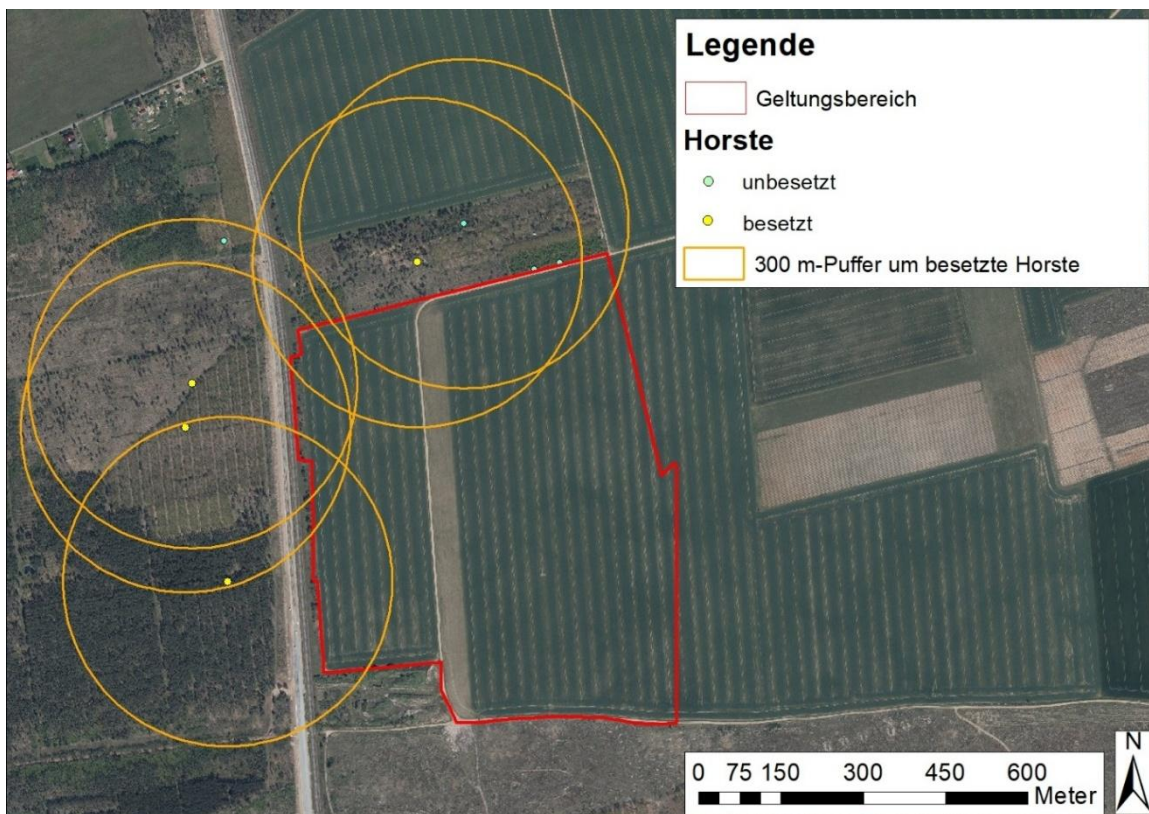 Legende
Geltungsbereich
Horste
unbesetzt
besetzt
300 m-Puffer um besetzte Horste
N
0 75 150 300 450 600
Meter